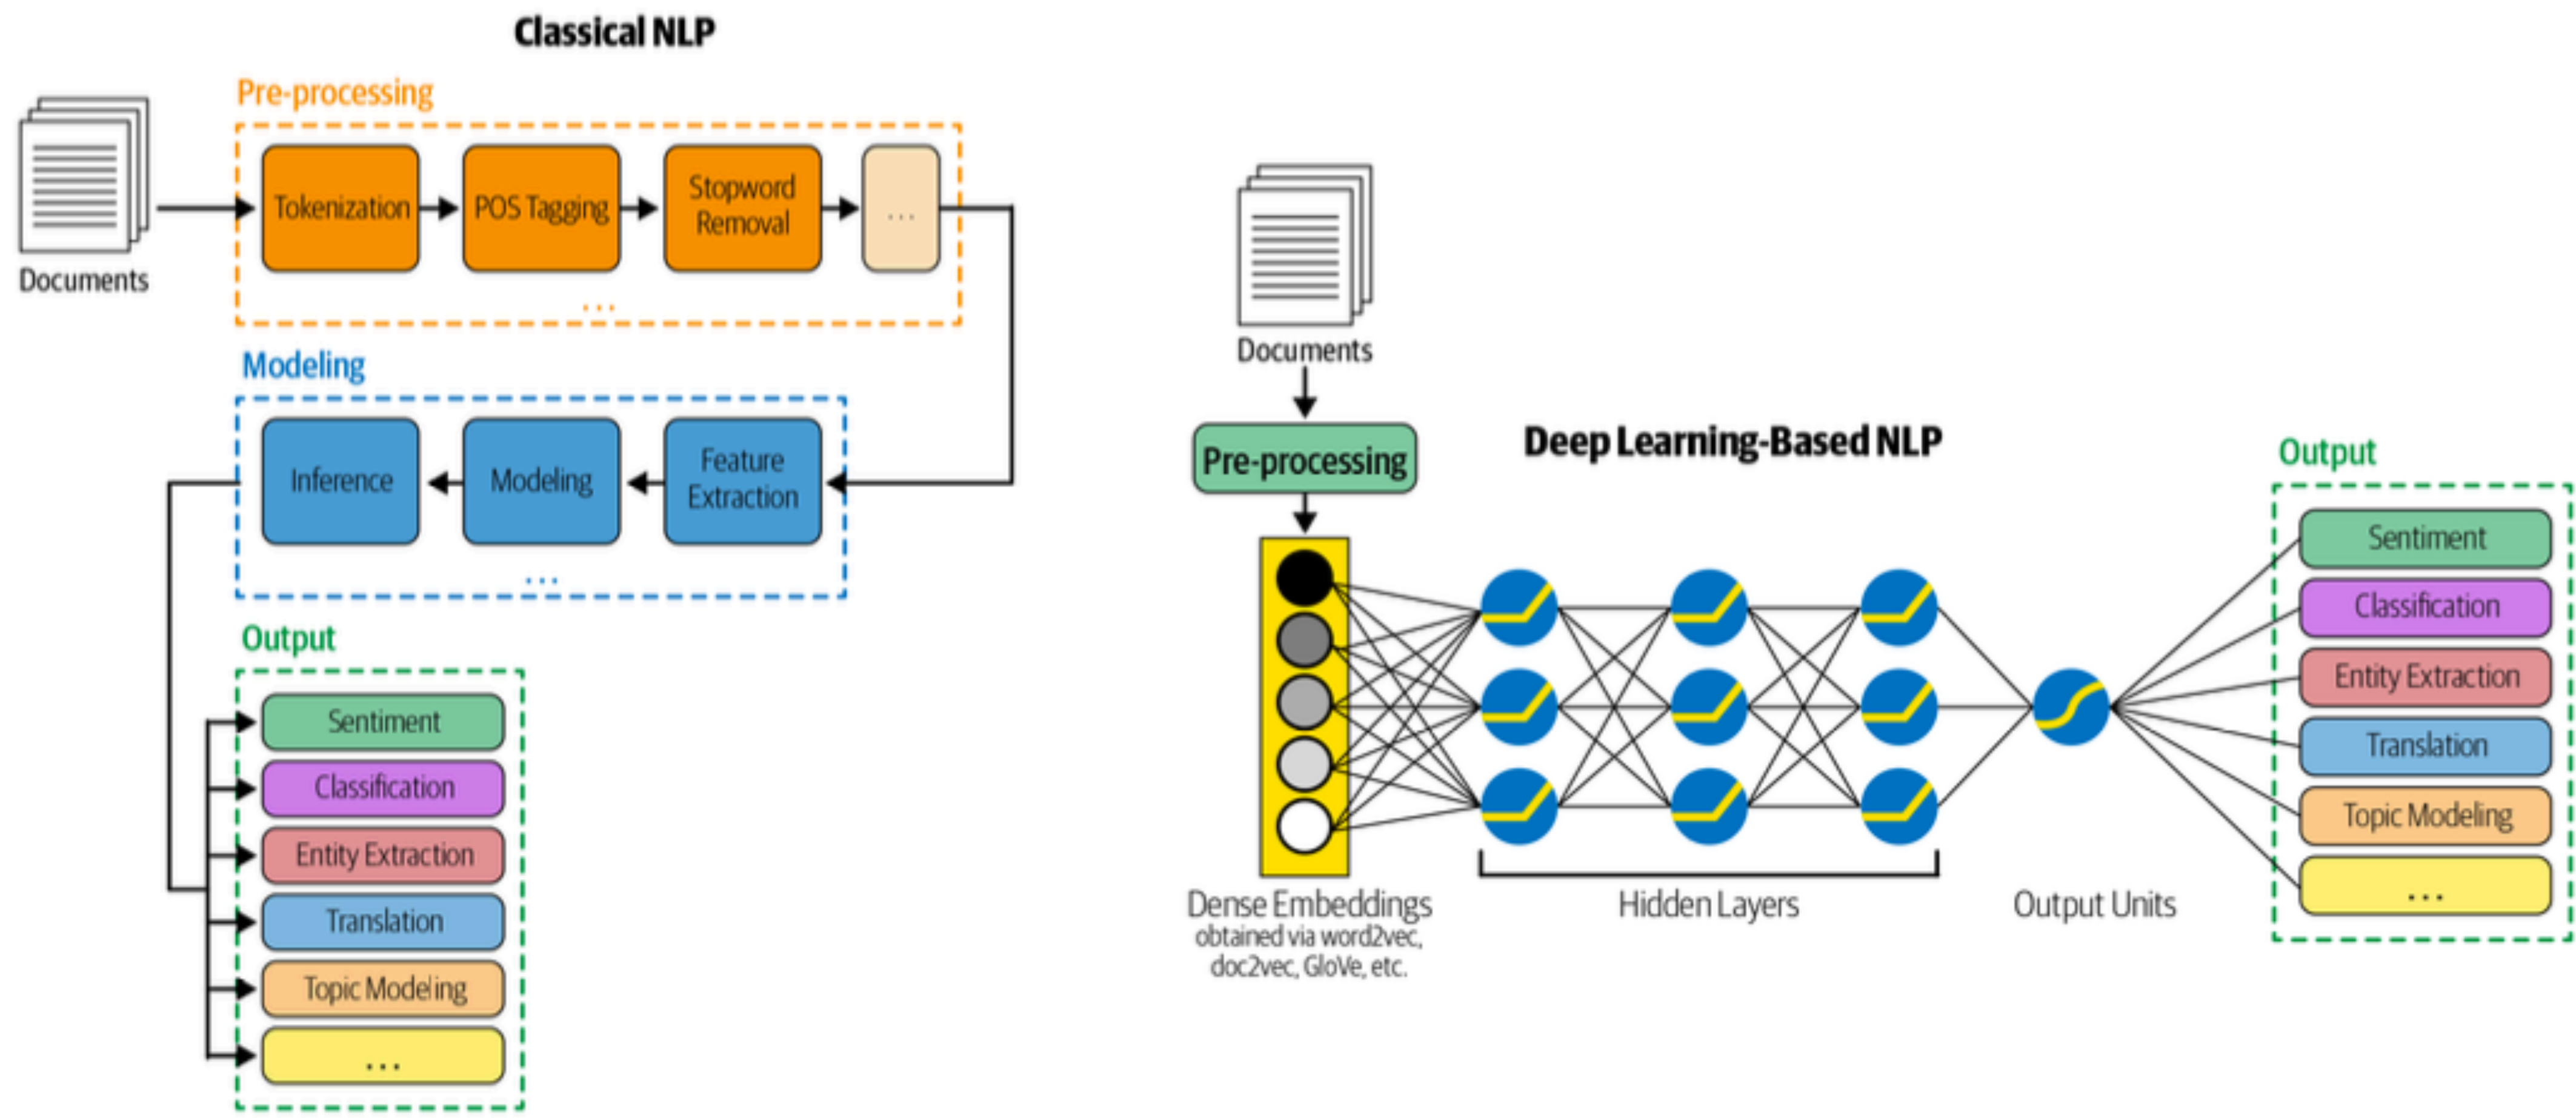 Classical NLP
Pre-processing
Documents
Tokenization
POS Tagging
Stopword
Removal
...
...
Modeling
Inference
Modeling
Feature
Extraction
...
Output
Sentiment
Classification
Entity Extraction
Translation
Topic Modeling
...
Documents
Pre-processing
Deep Learning-Based NLP
Dense Embeddings
obtained via word2vec,
doc2vec, GloVe, etc.
Hidden Layers
Output Units
Output
Sentiment
Classification
Entity Extraction
Translation
Topic Modeling
...